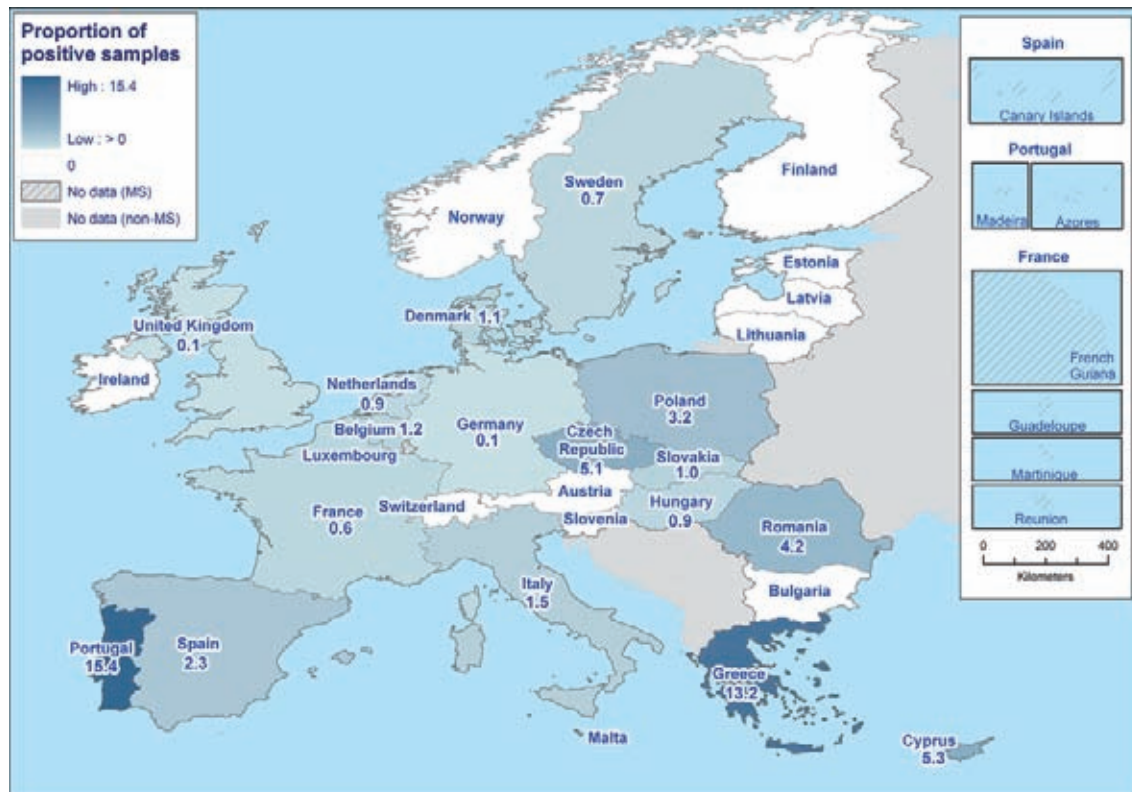 Proportion of
positive samples
High : 15.4
Low : > 0
0
No data (MS)
No data (non-MS)
Spain
Canary Islands
Portugal
Madeira
Azores
France
French
Guiana
Guadeloupe
Martinique
Reunion
0 200 400
Kilometers
Finland
Sweden
0.7
Norway
Estonia
Latvia
Lithuania
Denmark 1.1
United Kingdom
0.1
Ireland
Netherlands
0.9
Belgium 1.2
Luxembourg
Germany
0.1
Poland
3.2
Czech
Republic
5.1
Slovakia
1.0
Austria
Hungary
0.9
Switzerland
Slovenia
France
0.6
Romania
4.2
Italy
1.5
Bulgaria
Portugal
15.4
Spain
2.3
Greece
13.2
Malta
Cyprus
5.3